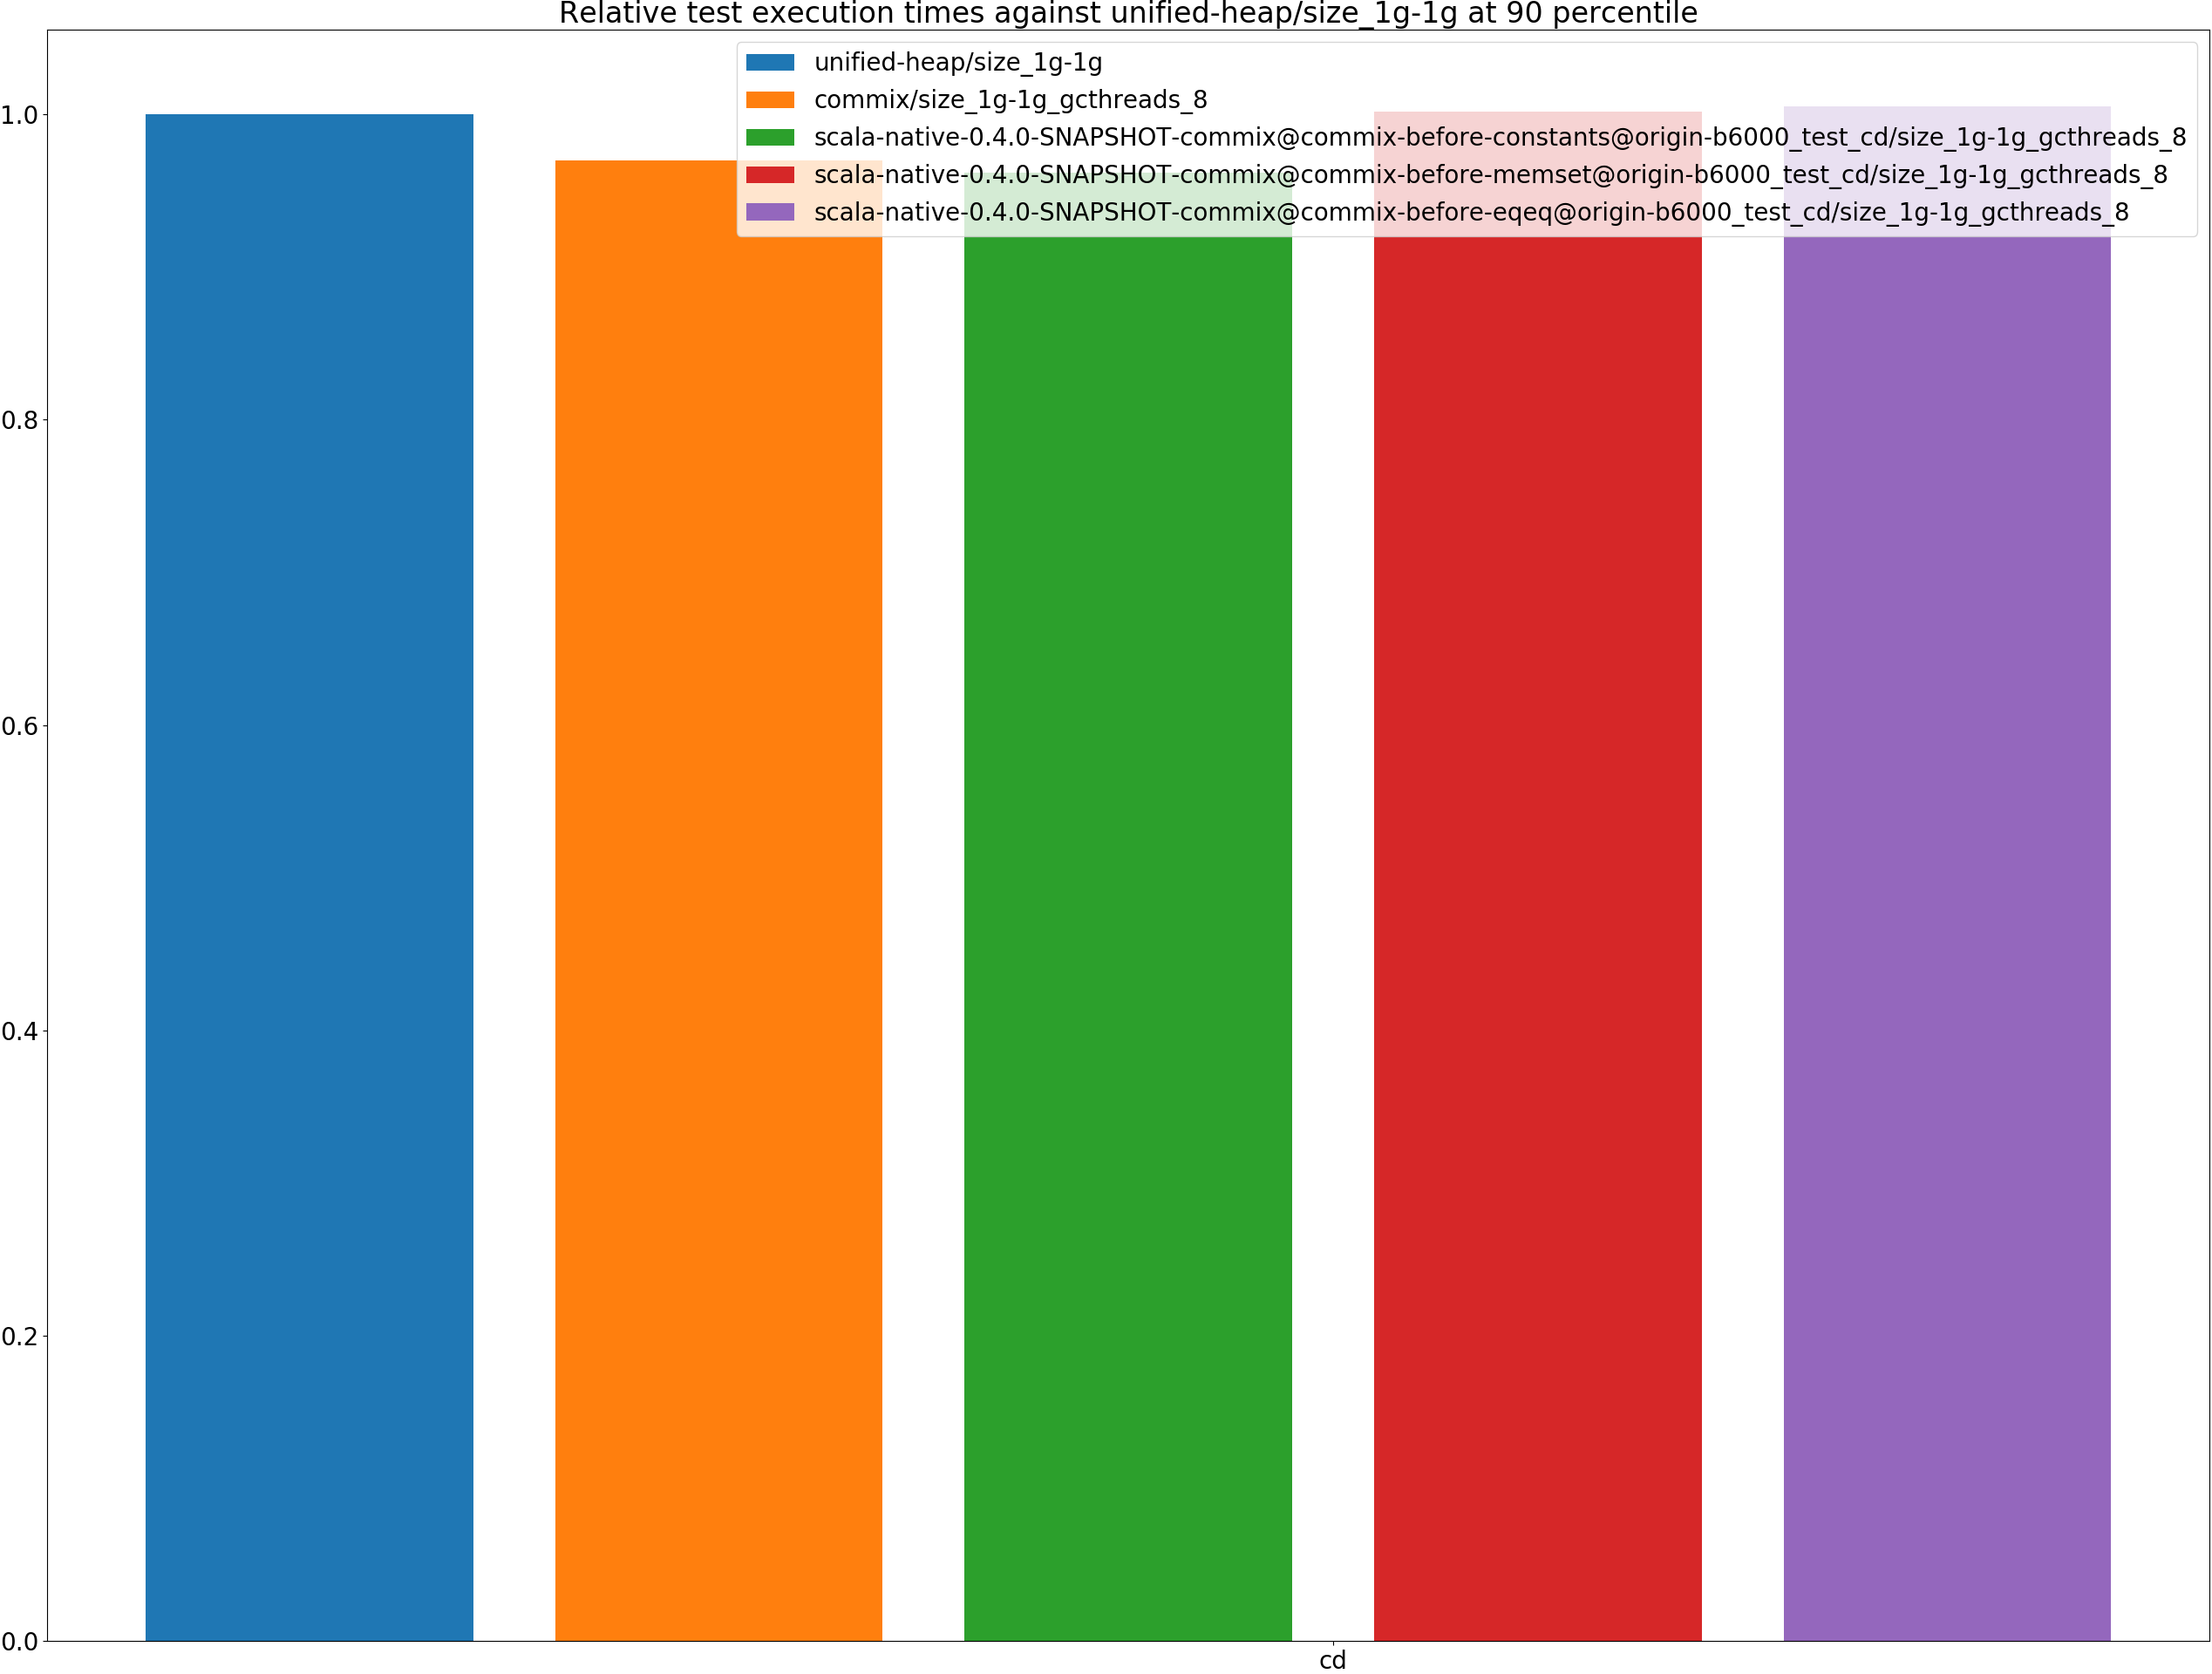 Relative test execution times against unified-heap/size_1g-1g at 90 percentile
unified-heap/size_1g-1g
commix/size_1g-1g_gcthreads_8
scala-native-0.4.0-SNAPSHOT-commix@commix-before-constants@origin-b6000_test_cd/size_1g-1g_gcthreads_8
scala-native-0.4.0-SNAPSHOT-commix@commix-before-memset@origin-b6000_test_cd/size_1g-1g_gcthreads_8
scala-native-0.4.0-SNAPSHOT-commix@commix-before-eqeq@origin-b6000_test_cd/size_1g-1g_gcthreads_8
1.0
0.8
0.6
0.4
0.2
0.0
cd